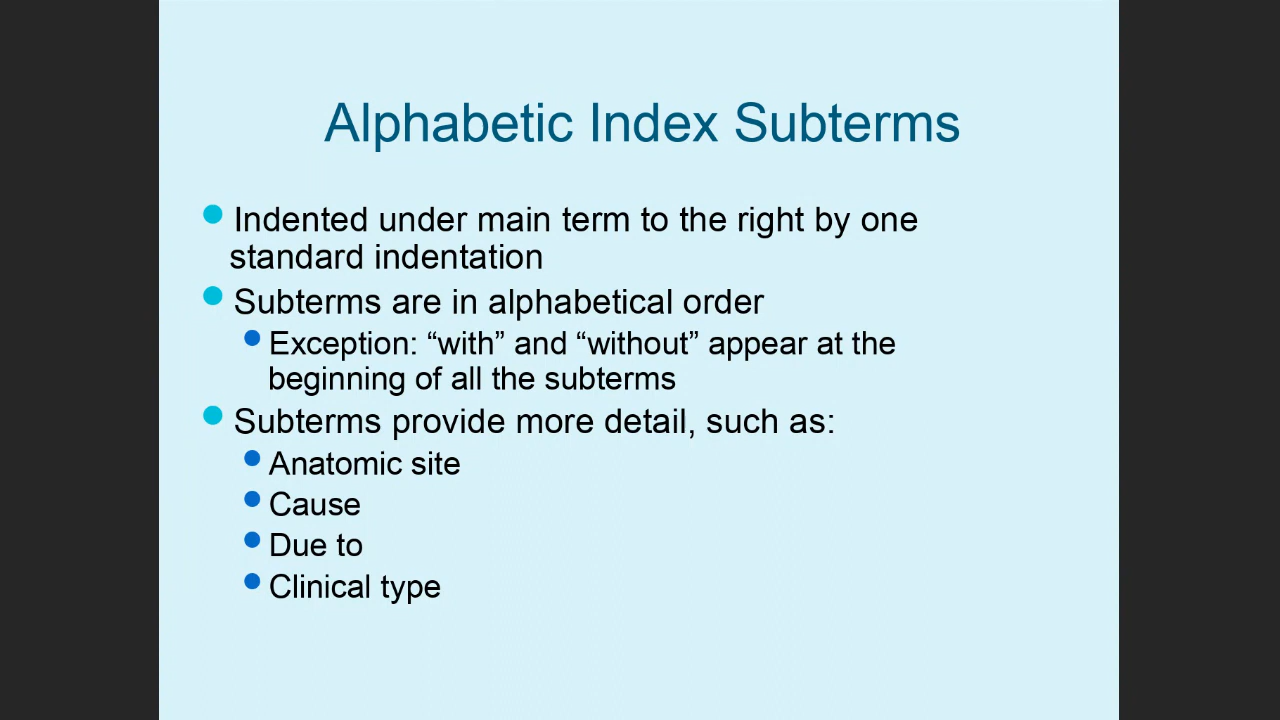 Alphabetic Index Subterms
Indented under main term to the right by one
standard indentation
Subterms are in alphabetical order
Exception: “with” and “without” appear at the
beginning of all the subterms
Subterms provide more detail, such as:
Anatomic site
Cause
Due to
Clinical type